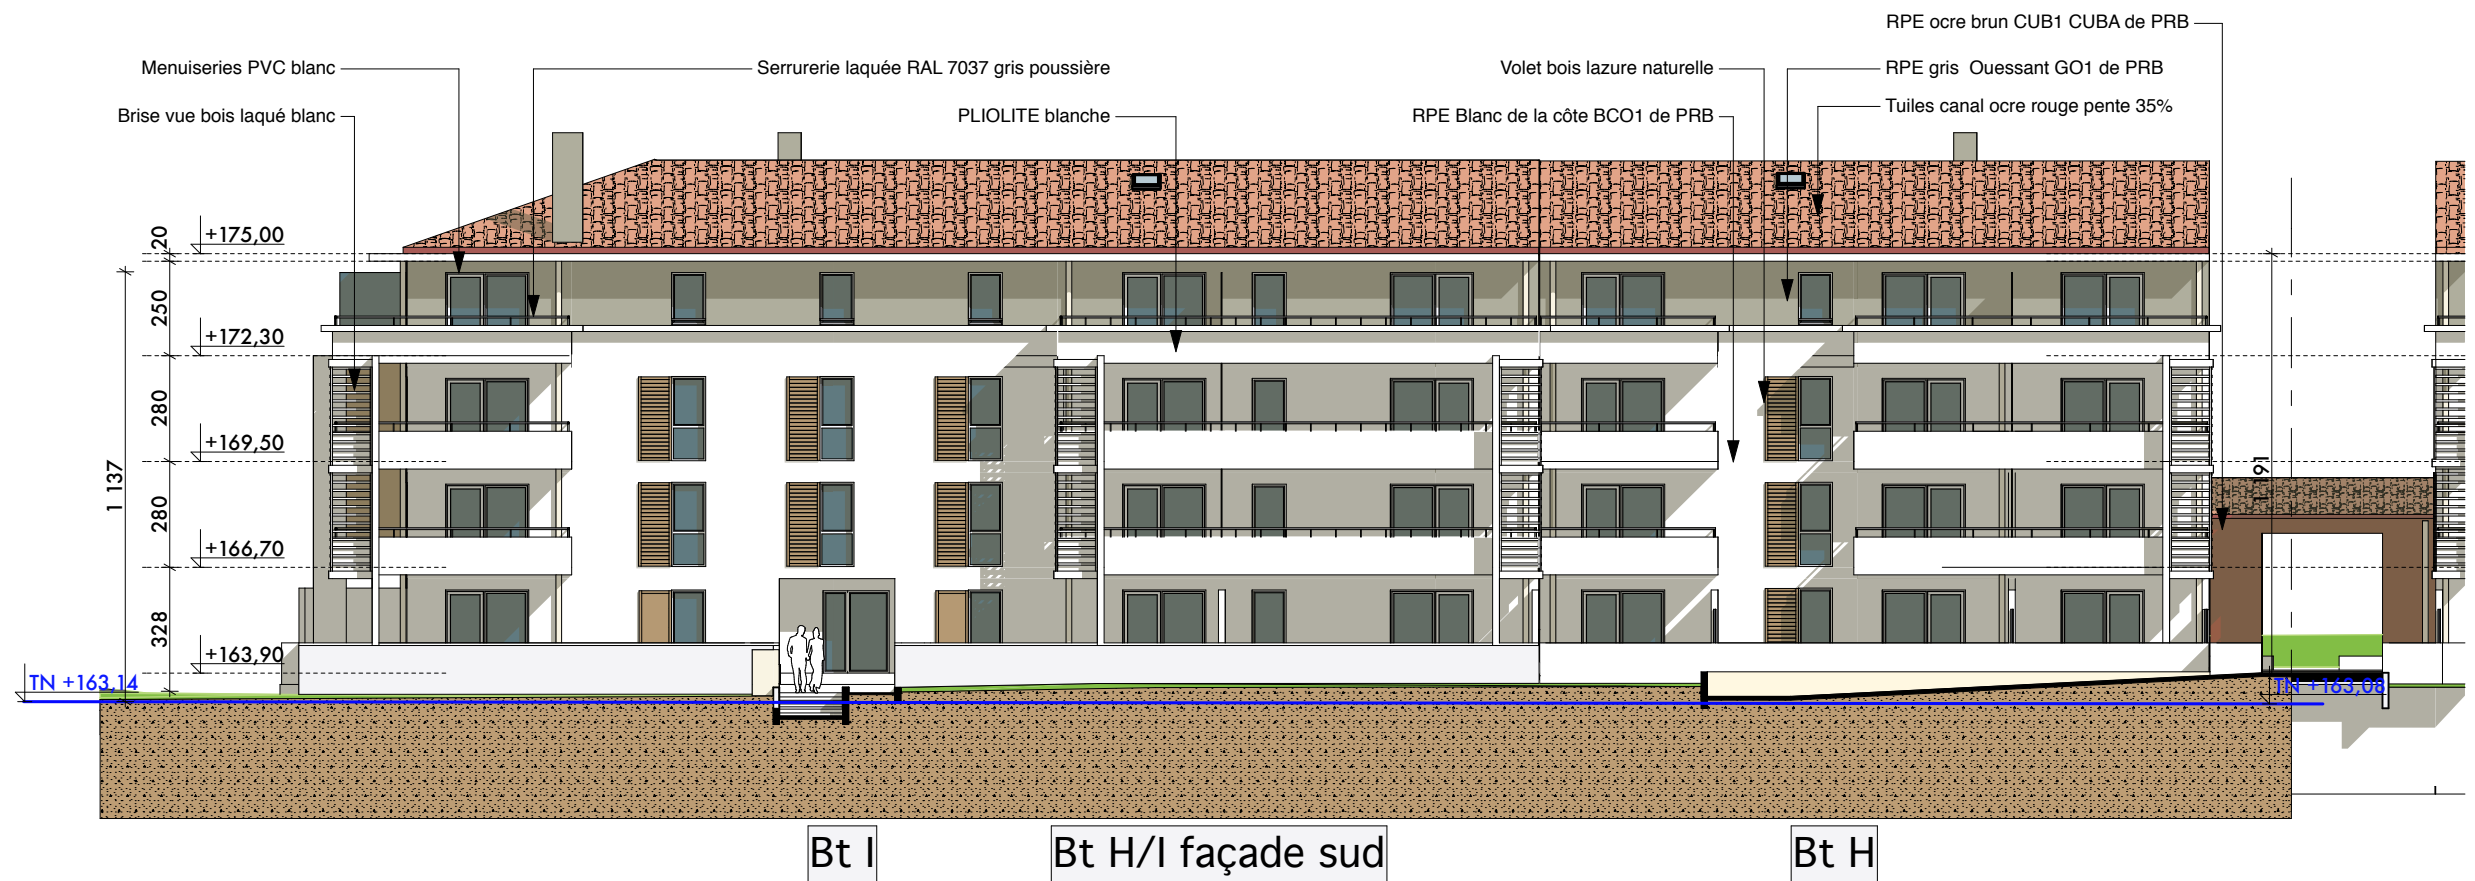 RPE ocre brun CUB1 CUBA de PRB
Menuiseries PVC blanc
Serrurerie laquée RAL 7037 gris poussière
Volet bois lazure naturelle
RPE gris  Ouessant GO1 de PRB
Brise vue bois laqué blanc
PLIOLITE blanche
RPE Blanc de la côte BCO1 de PRB
Tuiles canal ocre rouge pente 35%
20
+175,00
250
+172,30
280
+169,50
1 137
1 191
280
+166,70
328
+163,90
TN +163,14
TN +163,08
Bt I
Bt H/I façade sud
Bt H